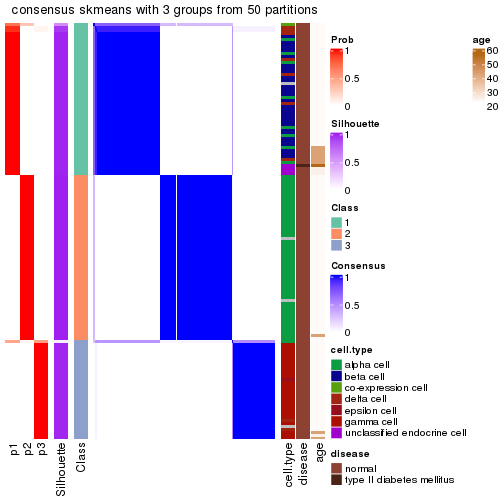 consensus skmeans with 3 groups from 50 partitions
p1
p2
p3
Silhouette
Class
cell.type
disease
age
Prob
1
0.5
0
Silhouette
1
0.5
0
Class
1
2
3
Consensus
1
0.5
0
cell.type
alpha cell
beta cell
co-expression cell
delta cell
epsilon cell
gamma cell
unclassified endocrine cell
disease
normal
type II diabetes mellitus
age
60
50
40
30
20